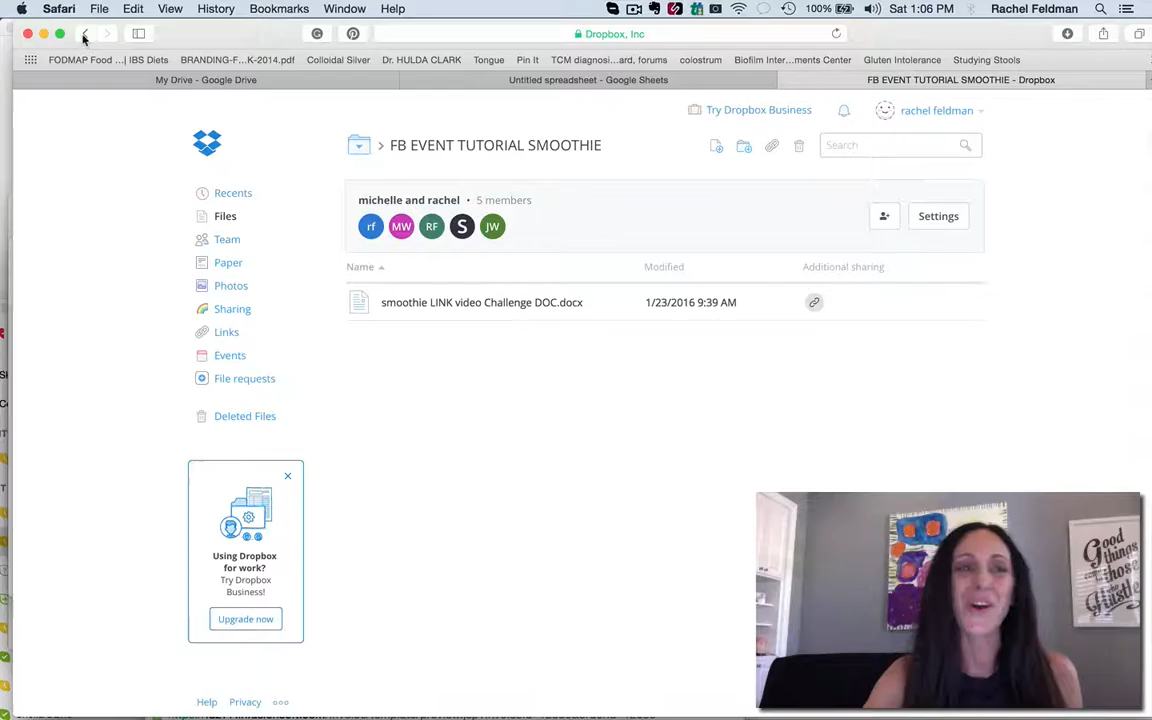 Safari File Edit View History Bookmarks Window Help 100% Sat 1:06 PM Rachel Feldman
Dropbox, Inc
FODMAP Food ...| IBS Diets BRANDING-F...K-2014.pdf Colloidal Silver Dr. HULDA CLARK Tongue Pin It TCM diagnosi...ard, forums colostrum Biofilm Inter...ments Center Gluten Intolerance Studying Stools
My Drive - Google Drive Untitled spreadsheet - Google Sheets FB EVENT TUTORIAL SMOOTHIE - Dropbox
Try Dropbox Business rachel feldman
> FB EVENT TUTORIAL SMOOTHIE Search
michelle and rachel • 5 members
rf MW RF S JW Settings
Name Modified Additional sharing
smoothie LINK video Challenge DOC.docx 1/23/2016 9:39 AM
Recents
Files
Team
Paper
Photos
Sharing
Links
Events
File requests
Deleted Files
Using Dropbox
for work?
Try Dropbox
Business!
Upgrade now
Help Privacy
Good
things
those
who
Hustle